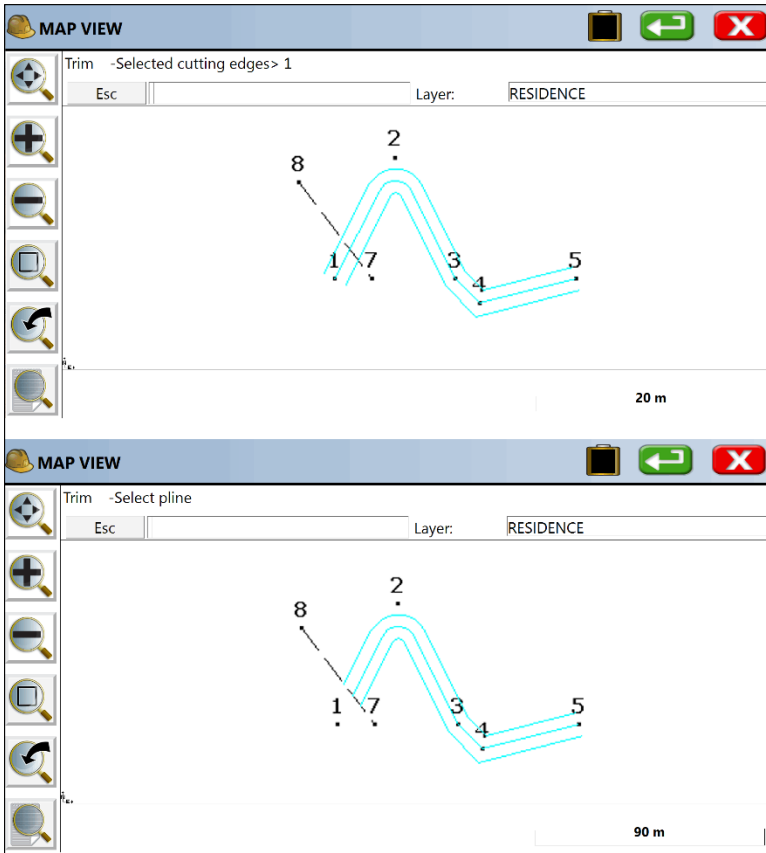 MAP VIEW
Trim -Selected cutting edges> 1
Esc Layer: RESIDENCE
2
8
1 7 3 5
4
20 m
MAP VIEW
Trim -Select pline
Esc Layer: RESIDENCE
2
8
1 7 3 5
4
90 m